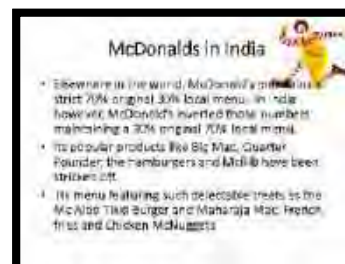 McDonalds in India
• Elsewhere in the world, McDonald's a
strict 70% original 30% local menu. In India
however, McDonald's inverted those numbers
maintaining a 30% original 70% local menu.
• Its popular products like Big Mac, Quarter
Pounder, the hamburgers and McRib have been
stricken off.
• Its menu featuring such delectable treats as the
Mc Aloo Tikki Burger and Maharaja Mac, French
fries and Chicken McNuggets